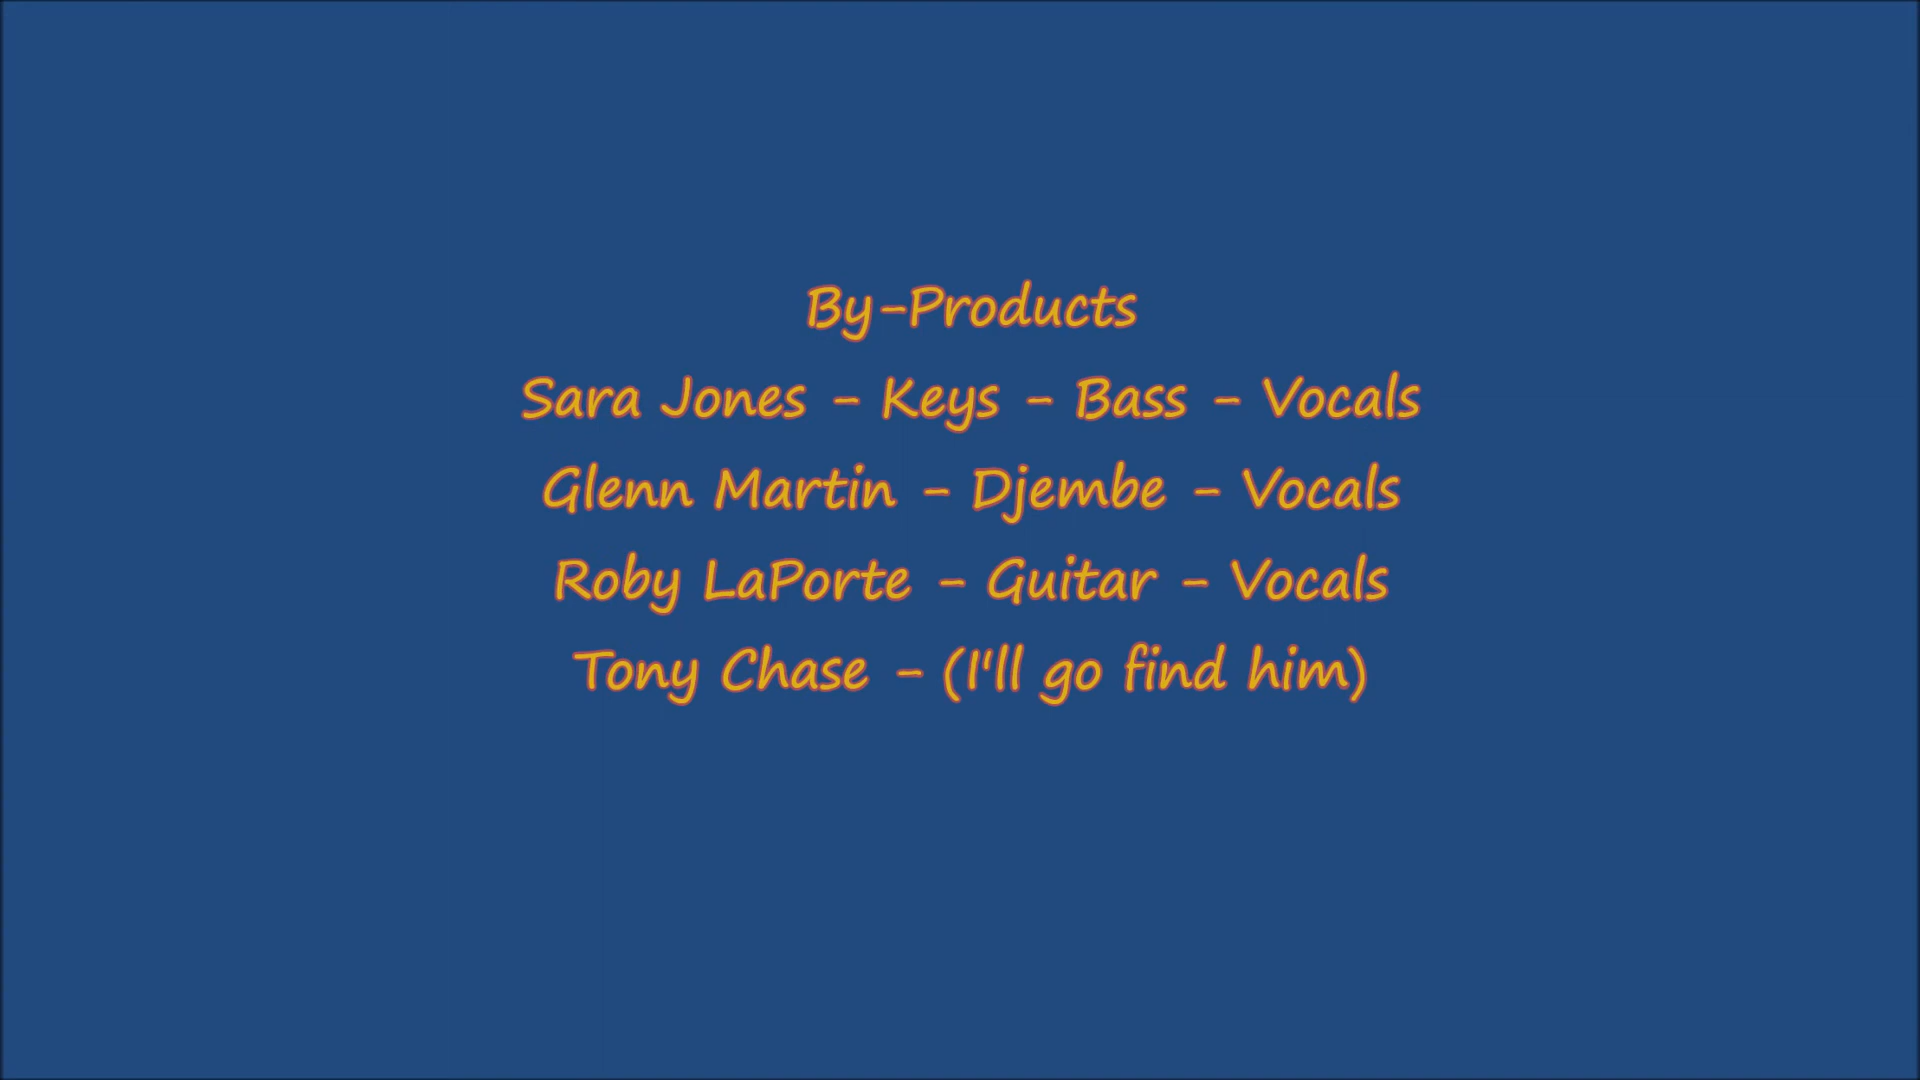 By-Products
Sara Jones - Keys - Bass - Vocals
Glenn Martin - Djembe - Vocals
Roby LaPorte - Guitar - Vocals
Tony Chase - (I'll go find him)